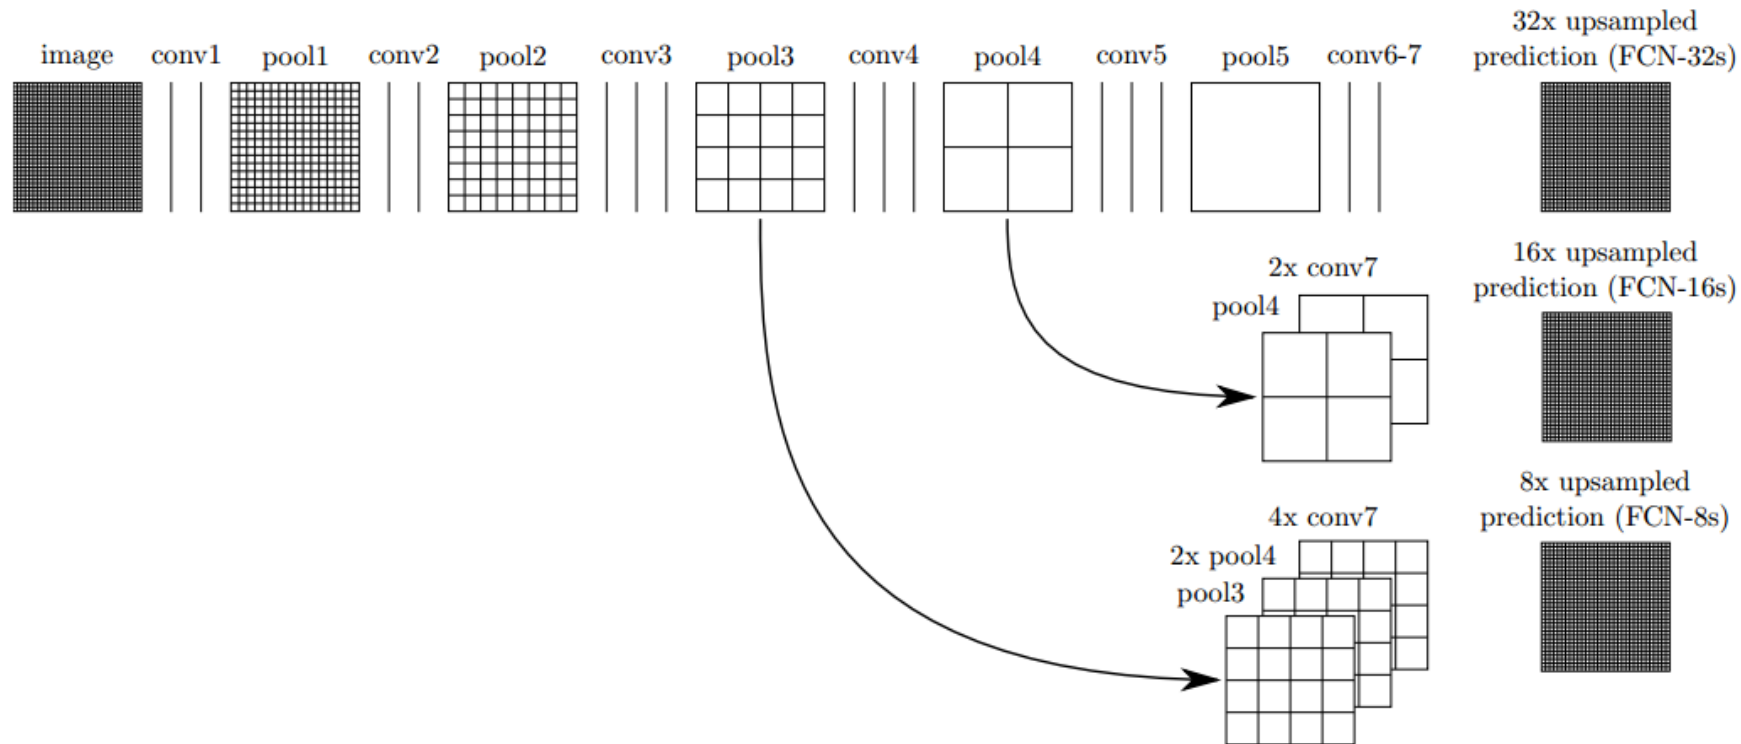 image conv1 pool1 conv2 pool2 conv3 pool3 conv4 pool4 conv5 pool5 conv6-7
32x upsampled
prediction (FCN-32s)
2x conv7
pool4
16x upsampled
prediction (FCN-16s)
4x conv7
2x pool4
pool3
8x upsampled
prediction (FCN-8s)